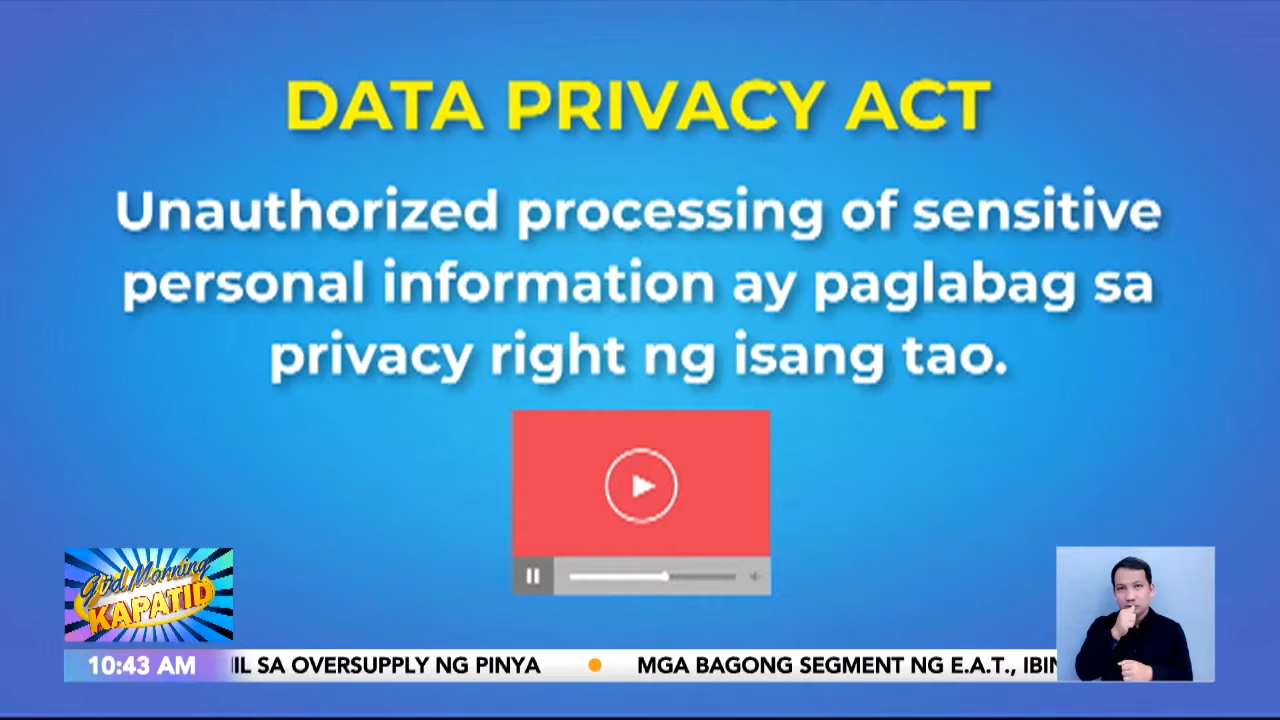 DATA PRIVACY ACT
Unauthorized processing of sensitive
personal information ay paglabag sa
privacy right ng isang tao.
Gud Morning
KAPATID
10:43 AM IL SA OVERSUPPLY NG PINYA MGA BAGONG SEGMENT NG E.A.T., IBIN